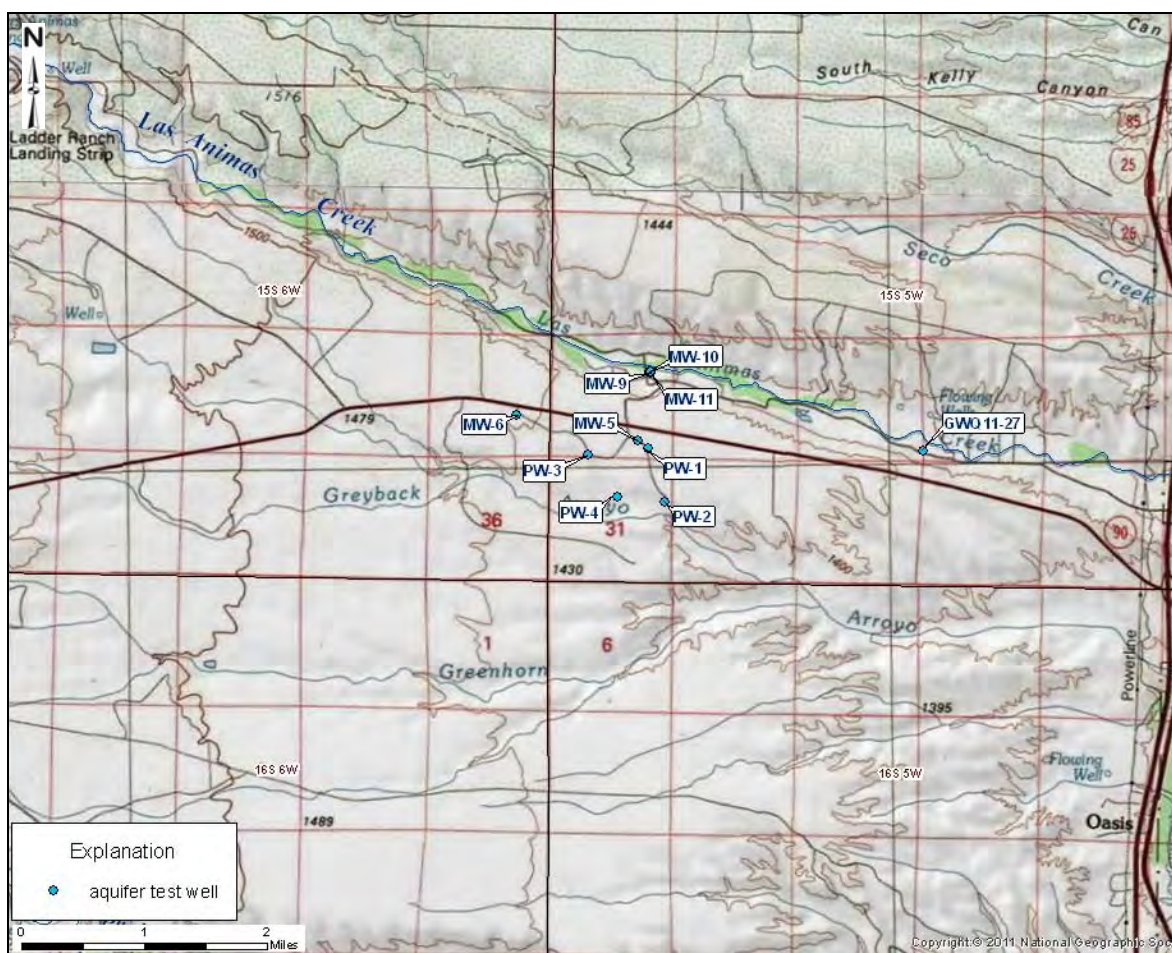 N
Animas
Well
1516
South Kelly Canyon
Can
85
25
Ladder Ranch
Landing Strip
Las Animas Creek
1500
1444
25
Seco Creek
15S 6W
15S 5W
Well
Las Animas
MW-10
MW-9
MW-11
1479
MW-6
MW-5
Flowing
Well
GWQ 11-27
Creek
PW-3
PW-1
Greyback
Arroyo
PW-4
PW-2
36
31
90
1400
1430
Arroyo
1
6
Greenhorn
Powerline
1395
16S 6W
16S 5W
Flowing
Well
1489
Oasis
Explanation
aquifer test well
0 1 2
Miles
Copyright:© 2011 National Geographic Soc